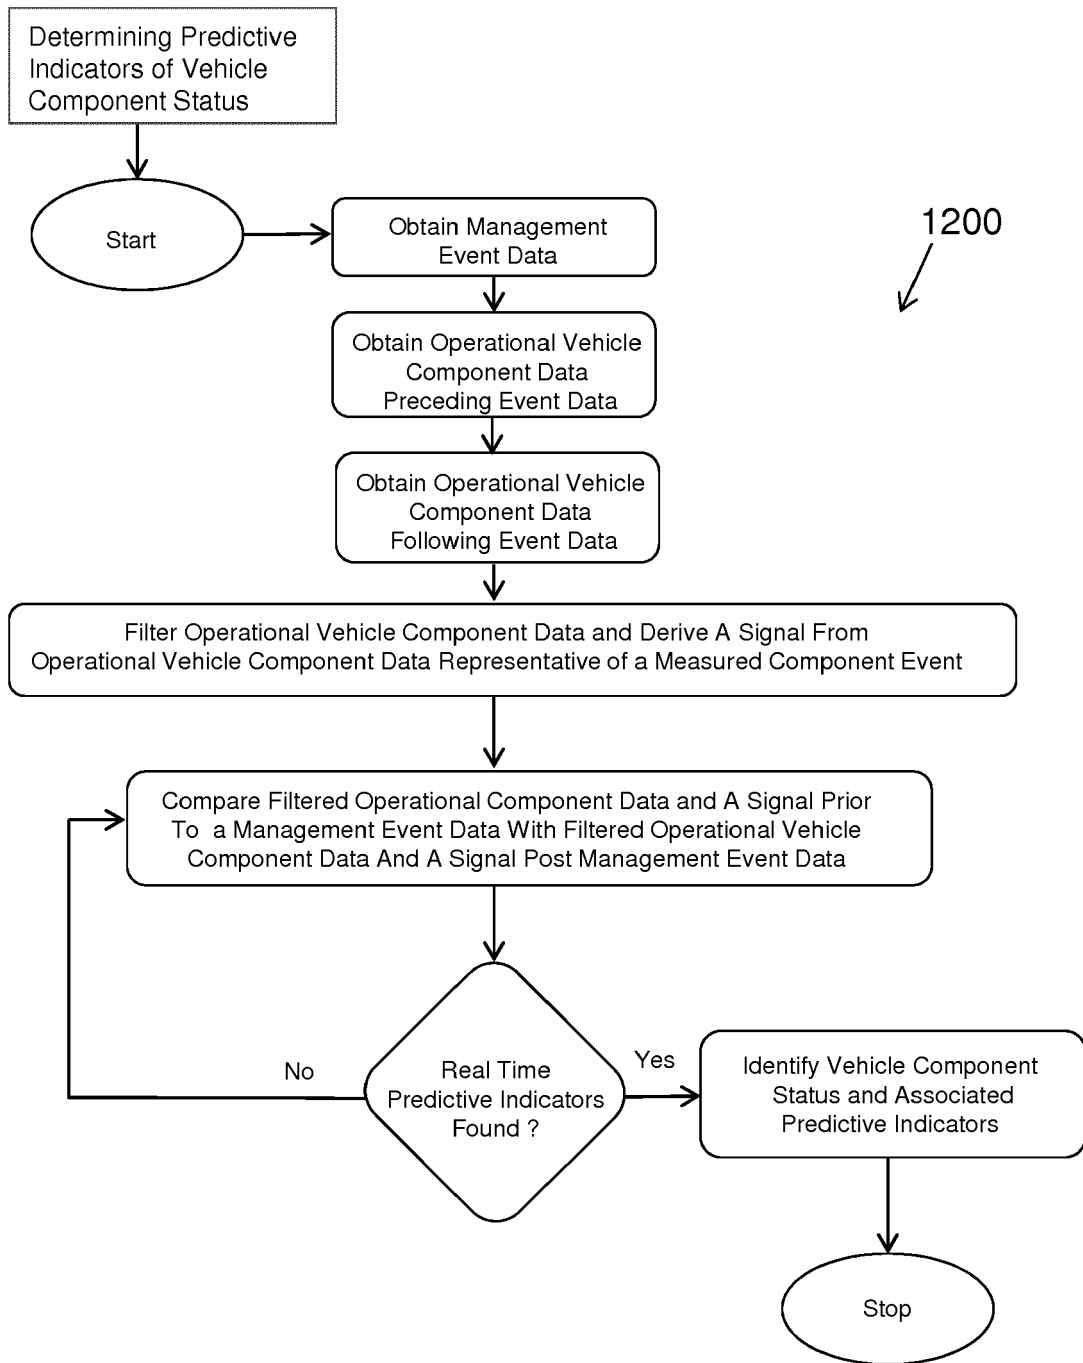 Determining Predictive
Indicators of Vehicle
Component Status
Start
Obtain Management
Event Data
1200
Obtain Operational Vehicle
Component Data
Preceding Event Data
Obtain Operational Vehicle
Component Data
Following Event Data
Filter Operational Vehicle Component Data and Derive A Signal From
Operational Vehicle Component Data Representative of a Measured Component Event
Compare Filtered Operational Component Data and A Signal Prior
To a Management Event Data With Filtered Operational Vehicle
Component Data And A Signal Post Management Event Data
No
Real Time
Predictive Indicators
Found ?
Yes
Identify Vehicle Component
Status and Associated
Predictive Indicators
Stop